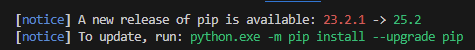 [notice] A new release of pip is available: 23.2.1 -> 25.2
[notice] To update, run: python.exe -m pip install --upgrade pip